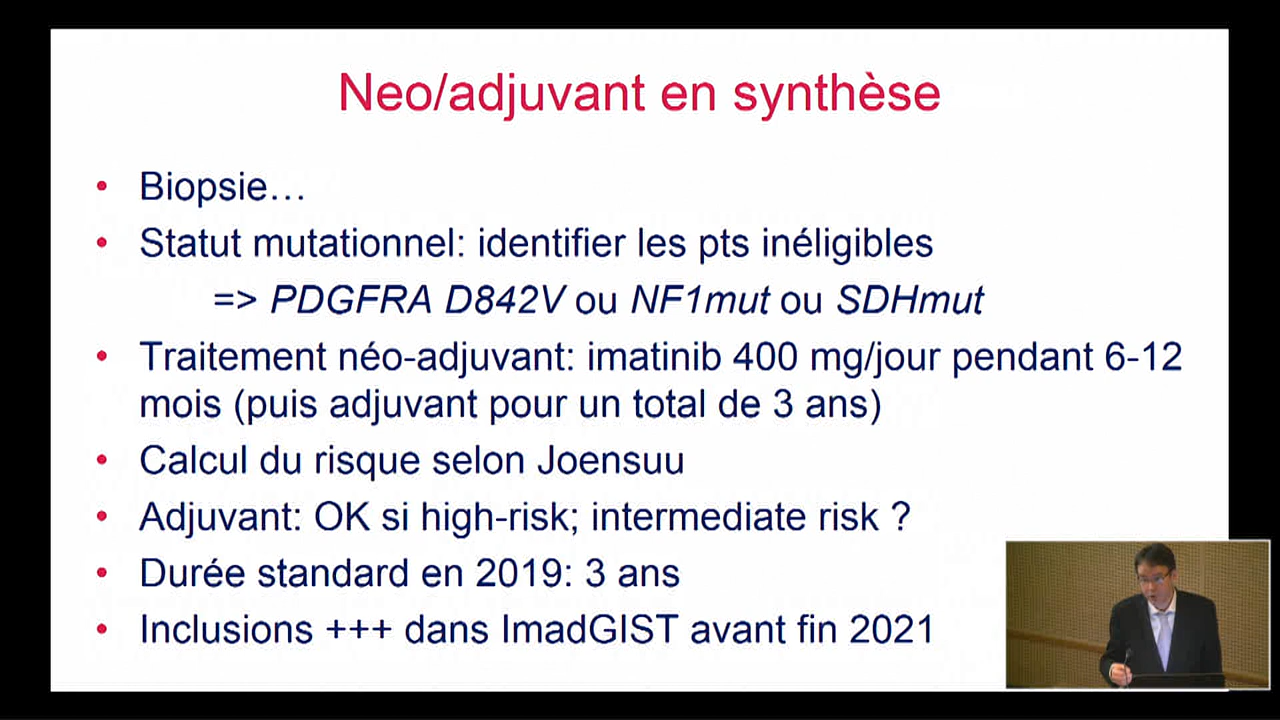 Neo/adjuvant en synthèse
• Biopsie…
• Statut mutationnel: identifier les pts inéligibles
=> PDGFRA D842V ou NF1mut ou SDHmut
• Traitement néo-adjuvant: imatinib 400 mg/jour pendant 6-12
mois (puis adjuvant pour un total de 3 ans)
• Calcul du risque selon Joensuu
• Adjuvant: OK si high-risk; intermediate risk ?
• Durée standard en 2019: 3 ans
• Inclusions +++ dans ImadGIST avant fin 2021